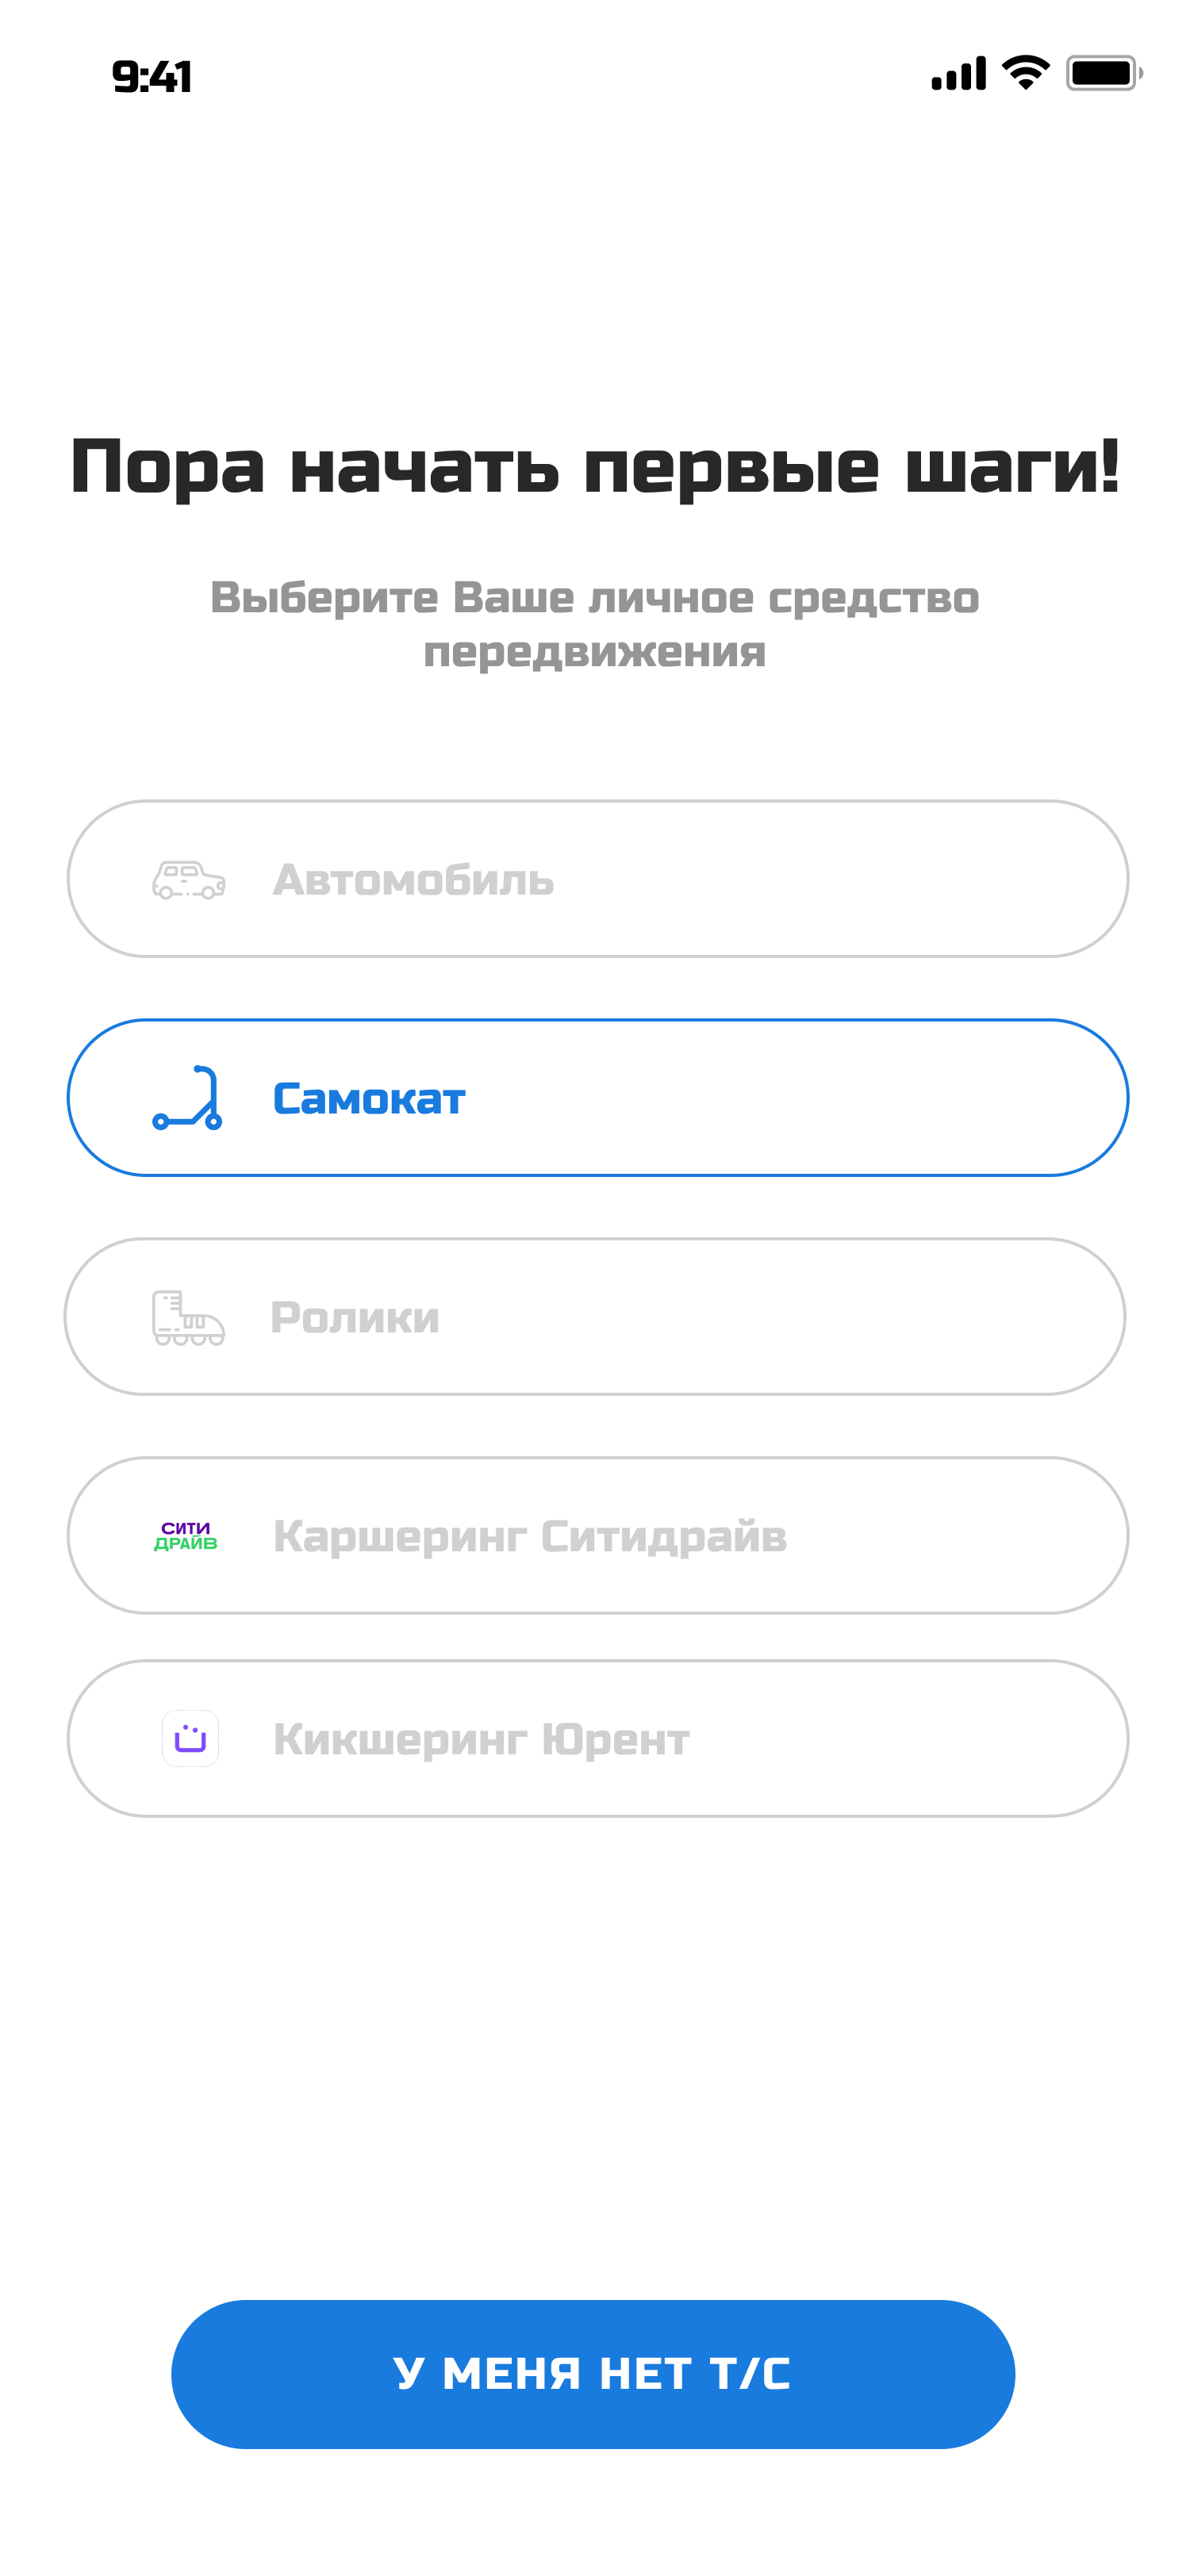 9:41
Пора начать первые шаги!
Выберите Ваше личное средство
передвижения
Автомобиль
Самокат
Ролики
СИТИ
ДРАЙВ
Каршеринг Ситидрайв
Кикшеринг Юрент
У МЕНЯ НЕТ Т/С